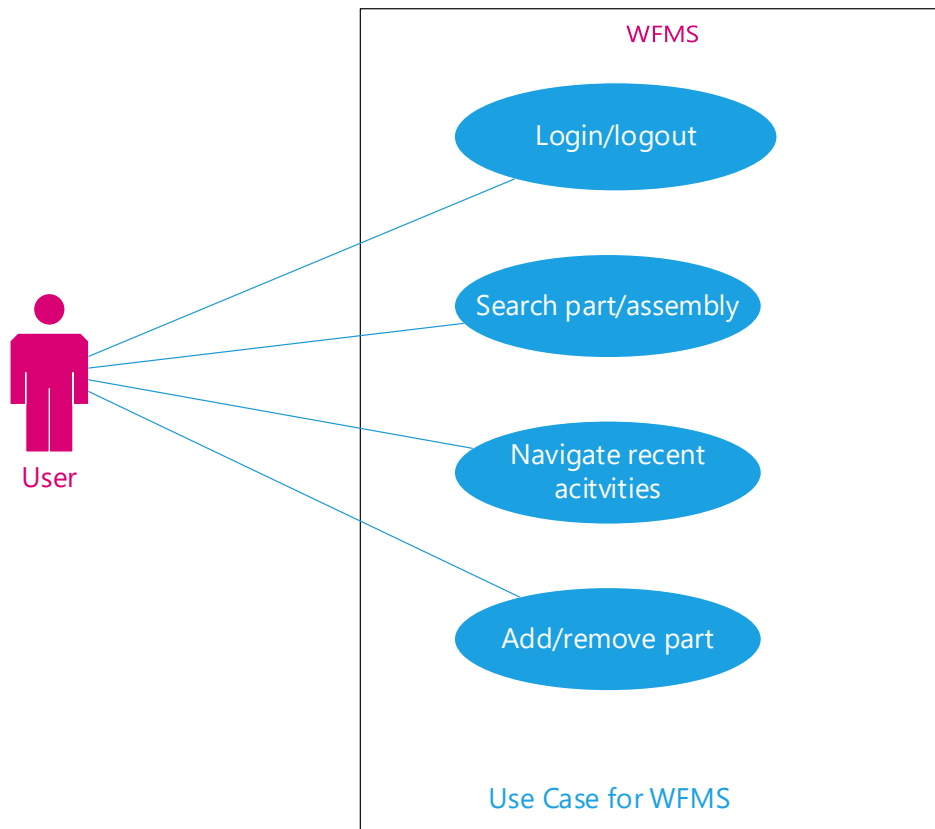 WFMS
Login/logout
Search part/assembly
User
Navigate recent
acitvities
Add/remove part
Use Case for WFMS